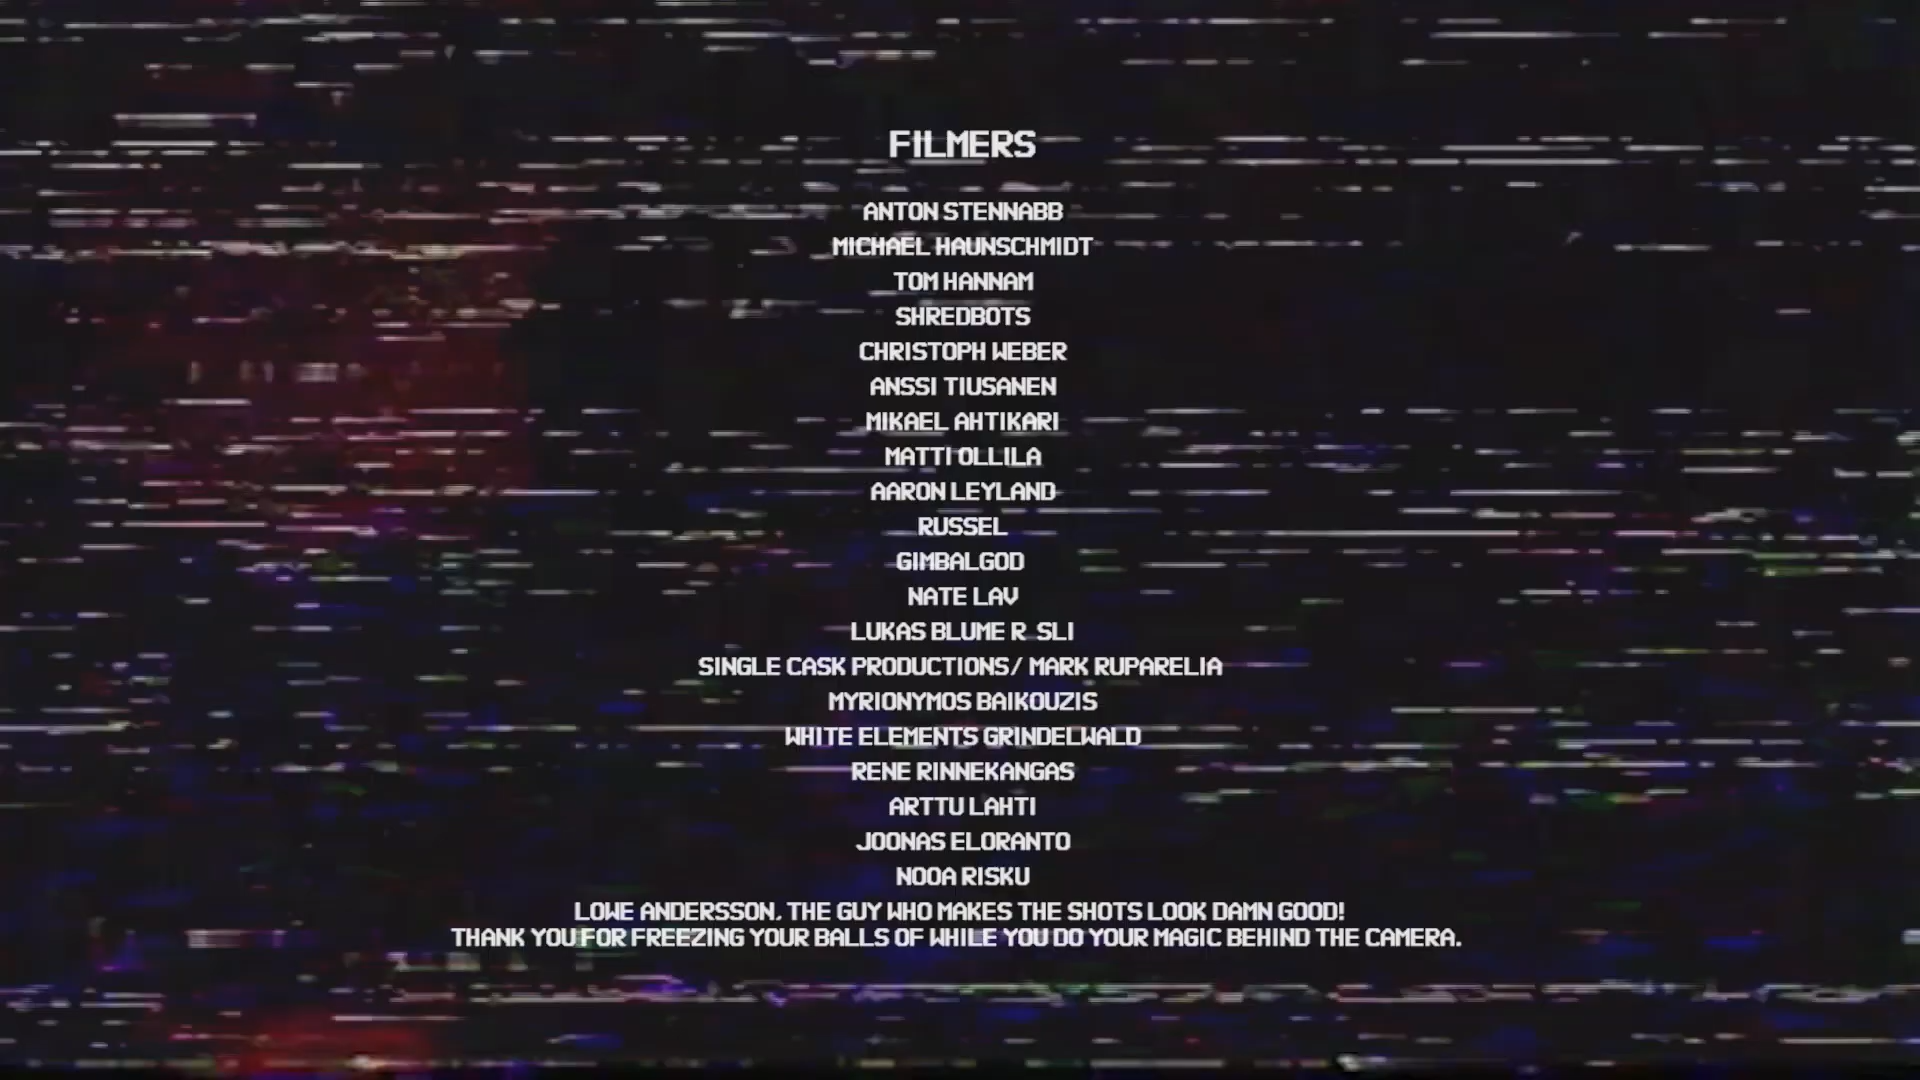 FILMERS
ANTON STENNABB
MICHAEL HAUNSCHMIDT
TOM HANNAM
SHREDBOTS
CHRISTOPH WEBER
ANSSI TIUSANEN
MIKAEL AHTIKARI
MATTI OLLILA
AARON LEYLAND
RUSSEL
GIMBALGOD
NATE LAV
LUKAS BLUME R SLI
SINGLE CASK PRODUCTIONS/ MARK RUPARELIA
MYRIONYMOS BAIKOUZIS
WHITE ELEMENTS GRINDELWALD
RENE RINNEKANGAS
ARTTU LAHTI
JOONAS ELORANTO
NOOA RISKU
LOWE ANDERSSON, THE GUY WHO MAKES THE SHOTS LOOK DAMN GOOD!
THANK YOU FOR FREEZING YOUR BALLS OF WHILE YOU DO YOUR MAGIC BEHIND THE CAMERA.